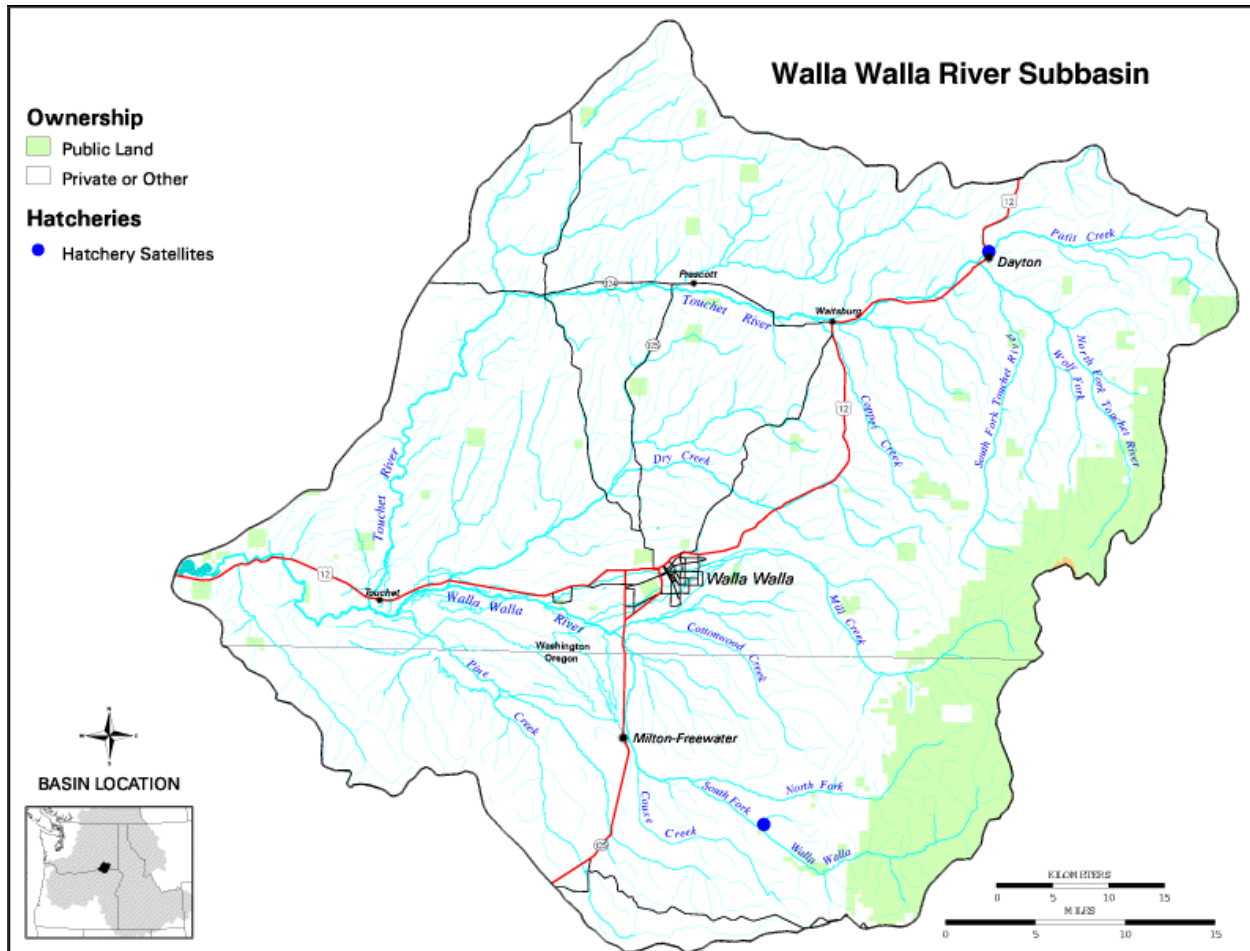 Walla Walla River Subbasin
Ownership
Public Land
Private or Other
Hatcheries
Hatchery Satellites
12
Patit Creek
Dayton
Prescott
124
Touchet River
Waitsburg
125
12
Coppei Creek
South Fork Touchet River
Wolf Fork
North Fork Touchet River
Dry Creek
Touchet River
12
Touchet
Walla Walla
Walla Walla River
Mill Creek
Cottonwood Creek
Washington
Oregon
Pine Creek
Milton-Freewater
North Fork
South Fork Walla Walla
Couse Creek
N
BASIN LOCATION
KILOMETERS
0 5 10 15
MILES
0 5 10 15